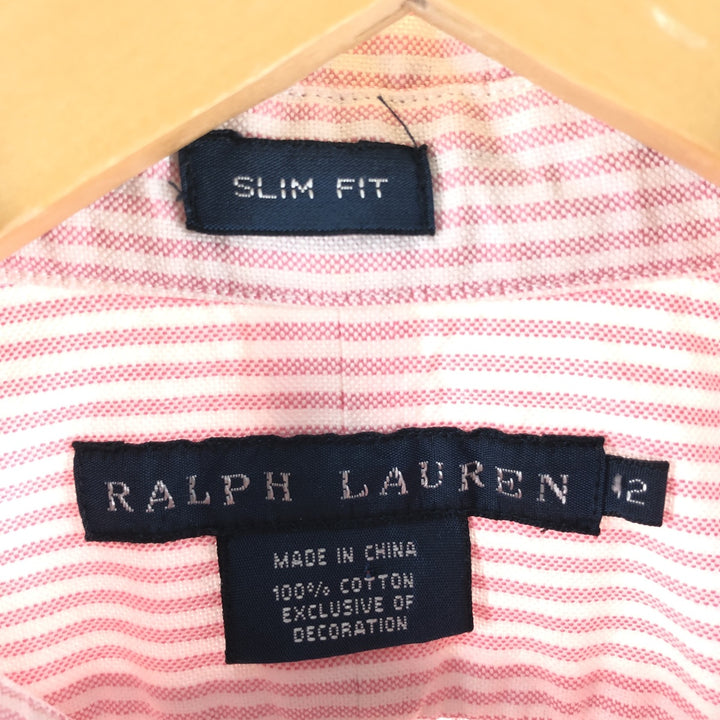 SLIM FIT
RALPH LAUREN 12
MADE IN CHINA
100% COTTON
EXCLUSIVE OF
DECORATION